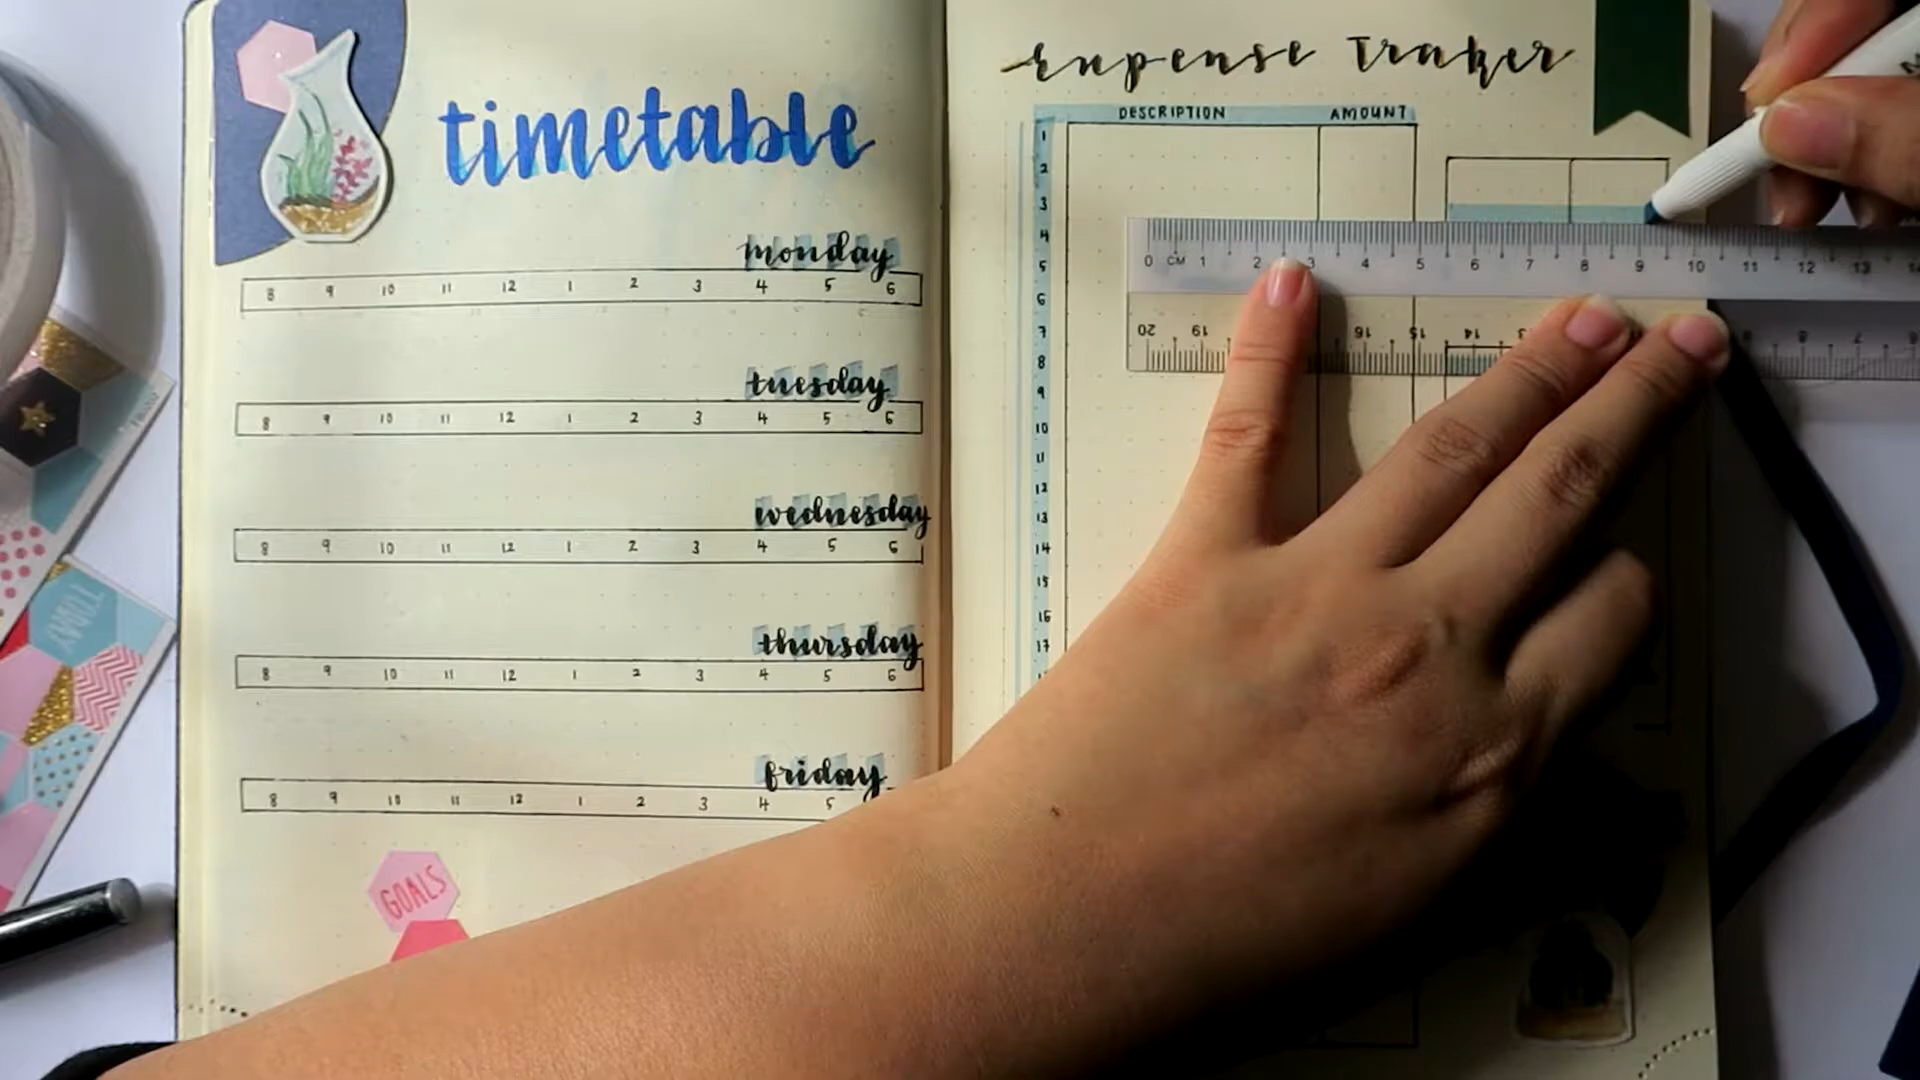 timetable
monday
8 9 10 11 12 1 2 3 4 5 6
tuesday
8 9 10 11 12 1 2 3 4 5 6
wednesday
8 9 10 11 12 1 2 3 4 5 6
thursday
8 9 10 11 12 1 2 3 4 5 6
friday
8 9 10 11 12 1 2 3 4 5
GOALS
TODAY
Expense Traker
DESCRIPTION AMOUNT
1
2
3
4
5
6
7
8
9
10
11
12
13
14
15
16
17
0 CM 1 2 3 4 5 6 7 8 9 10 11 12 13 14
20 19 16 15 14 8 7